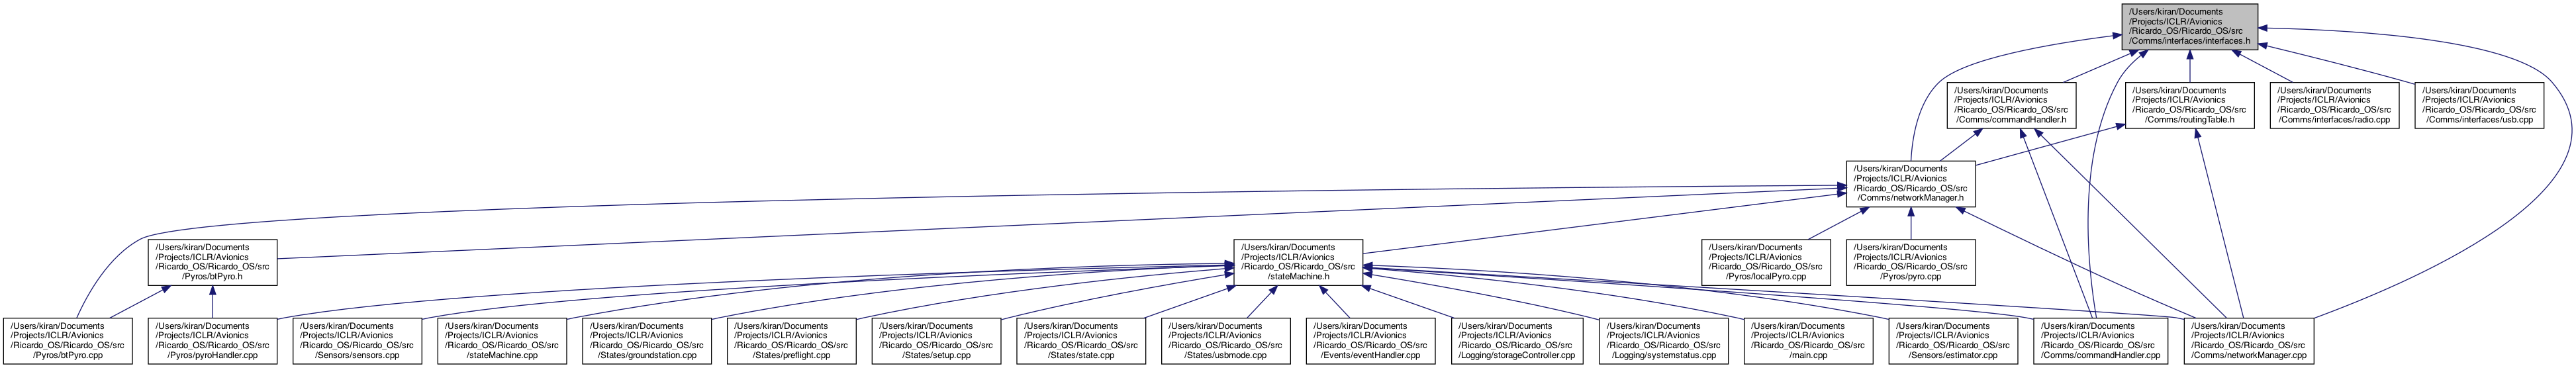 /Users/kiran/Documents
/Projects/ICLR/Avionics
/Ricardo_OS/Ricardo_OS/src
/Comms/interfaces/interfaces.h
/Users/kiran/Documents
/Projects/ICLR/Avionics
/Ricardo_OS/Ricardo_OS/src
/Comms/commandHandler.h
/Users/kiran/Documents
/Projects/ICLR/Avionics
/Ricardo_OS/Ricardo_OS/src
/Comms/routingTable.h
/Users/kiran/Documents
/Projects/ICLR/Avionics
/Ricardo_OS/Ricardo_OS/src
/Comms/interfaces/radio.cpp
/Users/kiran/Documents
/Projects/ICLR/Avionics
/Ricardo_OS/Ricardo_OS/src
/Comms/interfaces/usb.cpp
/Users/kiran/Documents
/Projects/ICLR/Avionics
/Ricardo_OS/Ricardo_OS/src
/Comms/networkManager.h
/Users/kiran/Documents
/Projects/ICLR/Avionics
/Ricardo_OS/Ricardo_OS/src
/Pyros/btPyro.h
/Users/kiran/Documents
/Projects/ICLR/Avionics
/Ricardo_OS/Ricardo_OS/src
/stateMachine.h
/Users/kiran/Documents
/Projects/ICLR/Avionics
/Ricardo_OS/Ricardo_OS/src
/Pyros/localPyro.cpp
/Users/kiran/Documents
/Projects/ICLR/Avionics
/Ricardo_OS/Ricardo_OS/src
/Pyros/pyro.cpp
/Users/kiran/Documents
/Projects/ICLR/Avionics
/Ricardo_OS/Ricardo_OS/src
/Pyros/btPyro.cpp
/Users/kiran/Documents
/Projects/ICLR/Avionics
/Ricardo_OS/Ricardo_OS/src
/Pyros/pyroHandler.cpp
/Users/kiran/Documents
/Projects/ICLR/Avionics
/Ricardo_OS/Ricardo_OS/src
/Sensors/sensors.cpp
/Users/kiran/Documents
/Projects/ICLR/Avionics
/Ricardo_OS/Ricardo_OS/src
/stateMachine.cpp
/Users/kiran/Documents
/Projects/ICLR/Avionics
/Ricardo_OS/Ricardo_OS/src
/States/groundstation.cpp
/Users/kiran/Documents
/Projects/ICLR/Avionics
/Ricardo_OS/Ricardo_OS/src
/States/preflight.cpp
/Users/kiran/Documents
/Projects/ICLR/Avionics
/Ricardo_OS/Ricardo_OS/src
/States/setup.cpp
/Users/kiran/Documents
/Projects/ICLR/Avionics
/Ricardo_OS/Ricardo_OS/src
/States/state.cpp
/Users/kiran/Documents
/Projects/ICLR/Avionics
/Ricardo_OS/Ricardo_OS/src
/States/usbmode.cpp
/Users/kiran/Documents
/Projects/ICLR/Avionics
/Ricardo_OS/Ricardo_OS/src
/Events/eventHandler.cpp
/Users/kiran/Documents
/Projects/ICLR/Avionics
/Ricardo_OS/Ricardo_OS/src
/Logging/storageController.cpp
/Users/kiran/Documents
/Projects/ICLR/Avionics
/Ricardo_OS/Ricardo_OS/src
/Logging/systemstatus.cpp
/Users/kiran/Documents
/Projects/ICLR/Avionics
/Ricardo_OS/Ricardo_OS/src
/main.cpp
/Users/kiran/Documents
/Projects/ICLR/Avionics
/Ricardo_OS/Ricardo_OS/src
/Sensors/estimator.cpp
/Users/kiran/Documents
/Projects/ICLR/Avionics
/Ricardo_OS/Ricardo_OS/src
/Comms/commandHandler.cpp
/Users/kiran/Documents
/Projects/ICLR/Avionics
/Ricardo_OS/Ricardo_OS/src
/Comms/networkManager.cpp